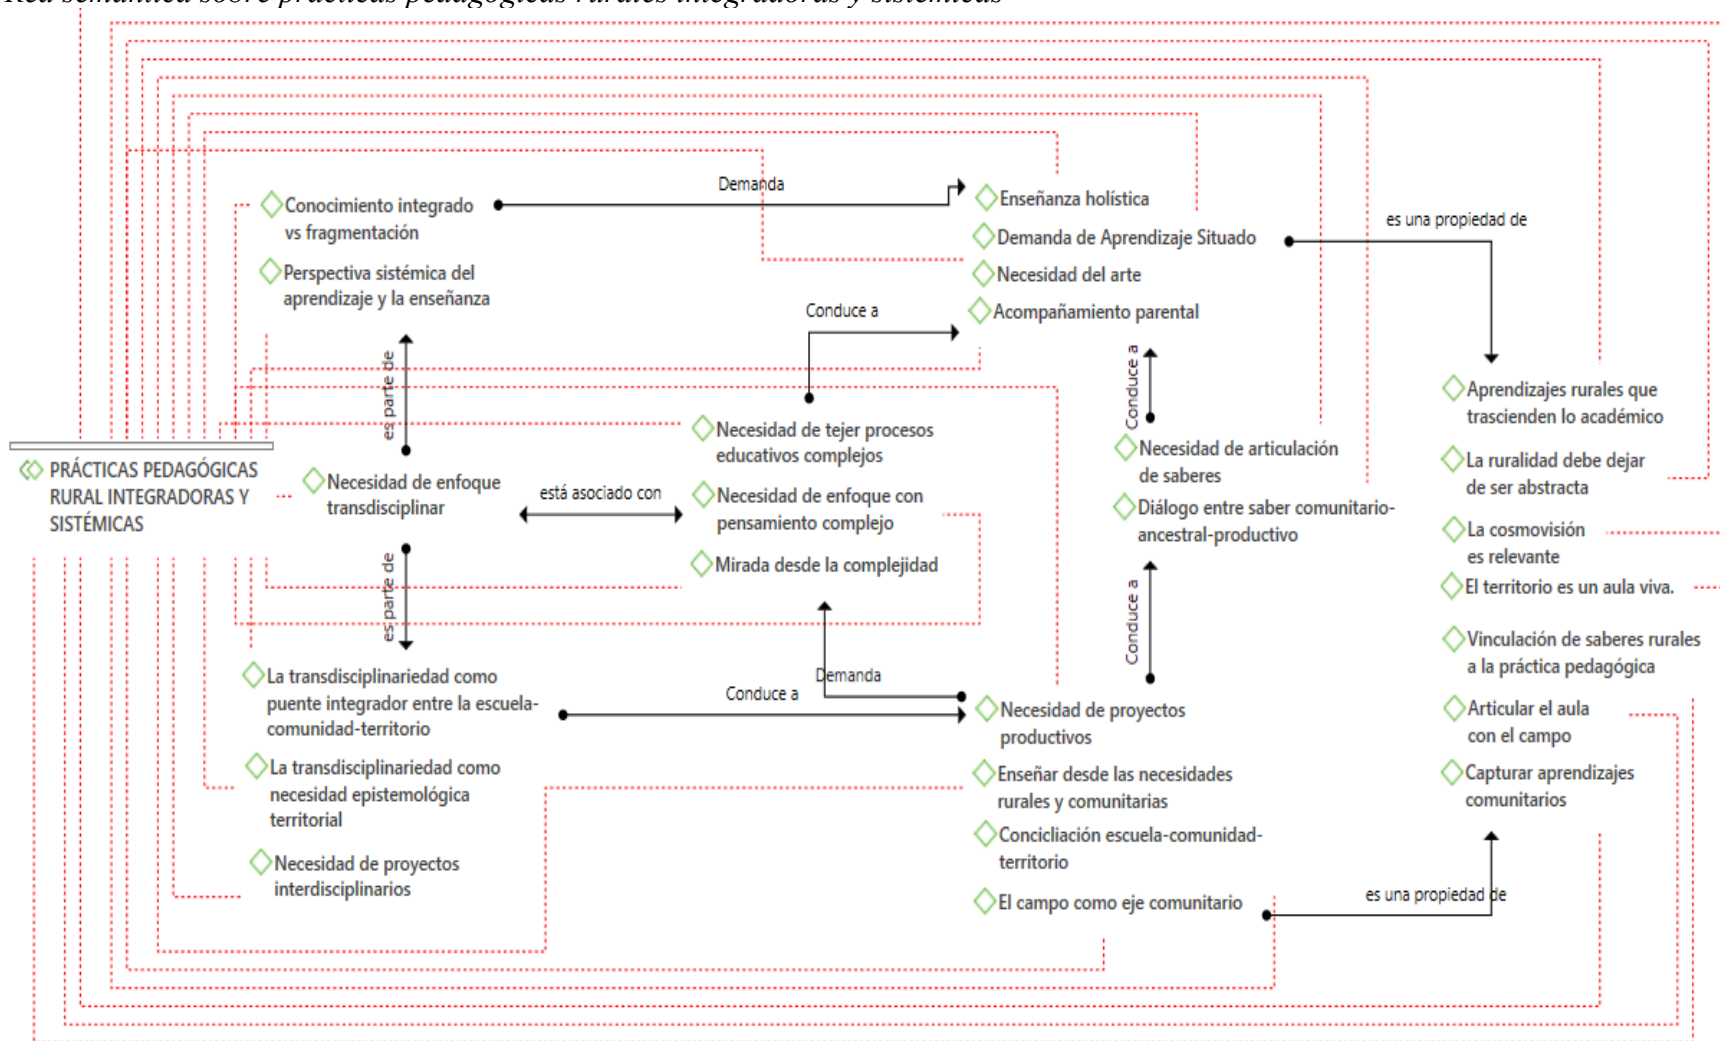 Red semántica sobre prácticas pedagógicas rurales integradoras y sistémicas
Demanda
Conocimiento integrado
vs fragmentación
Perspectiva sistémica del
aprendizaje y la enseñanza
Enseñanza holística
Demanda de Aprendizaje Situado
Necesidad del arte
Acompañamiento parental
es una propiedad de
Conduce a
es parte de
Conduce a
Aprendizajes rurales que
trascienden lo académico
La ruralidad debe dejar
de ser abstracta
La cosmovisión
es relevante
El territorio es un aula viva.
Vinculación de saberes rurales
a la práctica pedagógica
Articular el aula
con el campo
Capturar aprendizajes
comunitarios
PRÁCTICAS PEDAGÓGICAS
RURAL INTEGRADORAS Y
SISTÉMICAS
Necesidad de enfoque
transdisciplinar
está asociado con
Necesidad de tejer procesos
educativos complejos
Necesidad de enfoque con
pensamiento complejo
Mirada desde la complejidad
Necesidad de articulación
de saberes
Diálogo entre saber comunitario-
ancestral-productivo
es parte de
Conduce a
La transdisciplinariedad como
puente integrador entre la escuela-
comunidad-territorio
La transdisciplinariedad como
necesidad epistemológica
territorial
Necesidad de proyectos
interdisciplinarios
Demanda
Conduce a
Necesidad de proyectos
productivos
Enseñar desde las necesidades
rurales y comunitarias
Concicliación escuela-comunidad-
territorio
El campo como eje comunitario
es una propiedad de